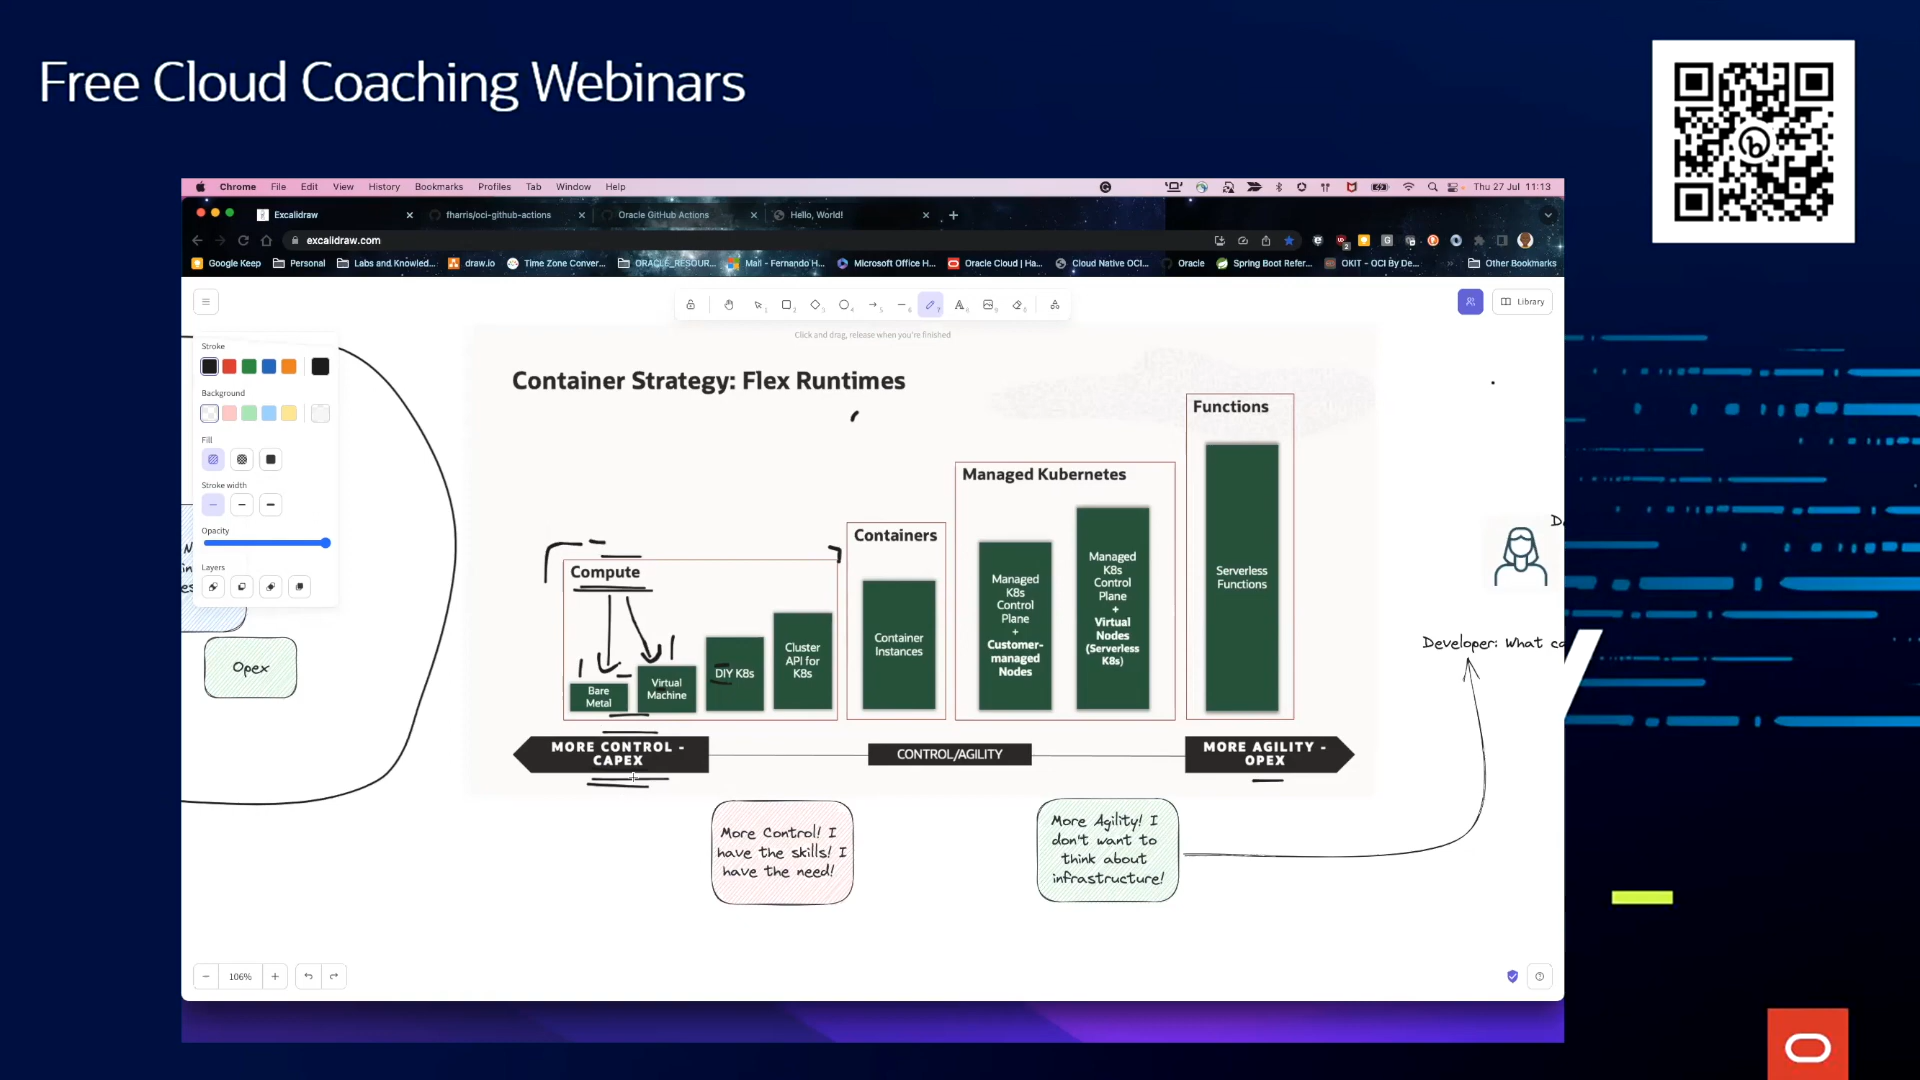 Free Cloud Coaching Webinars
Chrome File Edit View History Bookmarks Profiles Tab Window Help
Thu 27 Jul 11:13
Excalidraw
fharris/oci-github-actions
Oracle GitHub Actions
Hello, World!
excalidraw.com
Google Keep
Personal
Labs and Knowled...
draw.io
Time Zone Conver...
ORACLE_RESOUR...
Mail - Fernando H...
Microsoft Office H...
Oracle Cloud | Ha...
Cloud Native OCI...
Oracle
Spring Boot Refer...
OKIT - OCI By De...
Other Bookmarks
Library
Click and drag, release when you're finished
Stroke
Background
Fill
Stroke width
Opacity
Layers
Opex
Container Strategy: Flex Runtimes
Compute
Bare
Metal
Virtual
Machine
DIY K8s
Cluster
API for
K8s
Containers
Container
Instances
Managed Kubernetes
Managed
K8s
Control
Plane
+
Customer-
managed
Nodes
Managed
K8s
Control
Plane
+
Virtual
Nodes
(Serverless
K8s)
Functions
Serverless
Functions
MORE CONTROL -
CAPEX
CONTROL/AGILITY
MORE AGILITY -
OPEX
More Control! I
have the skills! I
have the need!
More Agility! I
don't want to
think about
infrastructure!
Developer: What
106%